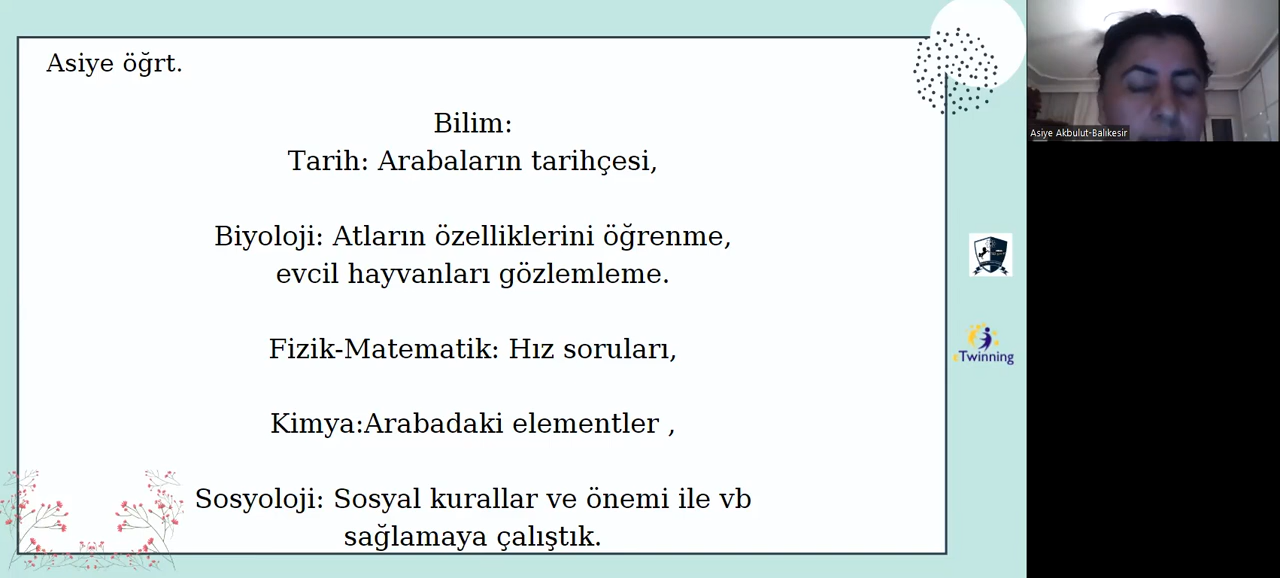 Asiye öğrt.
Bilim:
Tarih: Arabaların tarihçesi,
Biyoloji: Atların özelliklerini öğrenme,
evcil hayvanları gözlemleme.
Fizik-Matematik: Hız soruları,
Kimya:Arabadaki elementler ,
Sosyoloji: Sosyal kurallar ve önemi ile vb
sağlamaya çalıştık.
eTwinning
Asiye Akbulut-Balıkesir